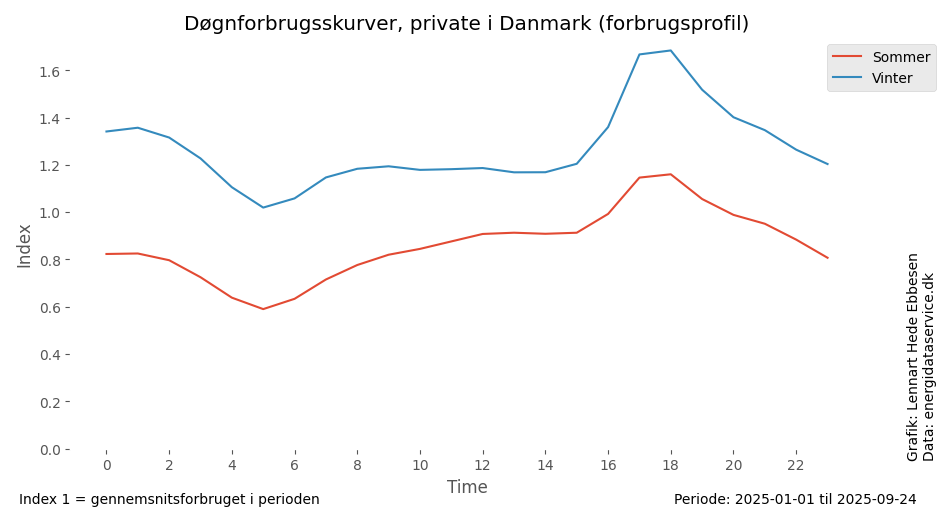 Døgnforbrugsskurver, private i Danmark (forbrugsprofil)
Sommer
Vinter
1.6
1.4
1.2
1.0
0.8
0.6
0.4
0.2
0.0
Index
0 2 4 6 8 10 12 14 16 18 20 22
Time
Grafik: Lennart Hede Ebbesen
Data: energidataservice.dk
Index 1 = gennemsnitsforbruget i perioden
Periode: 2025-01-01 til 2025-09-24